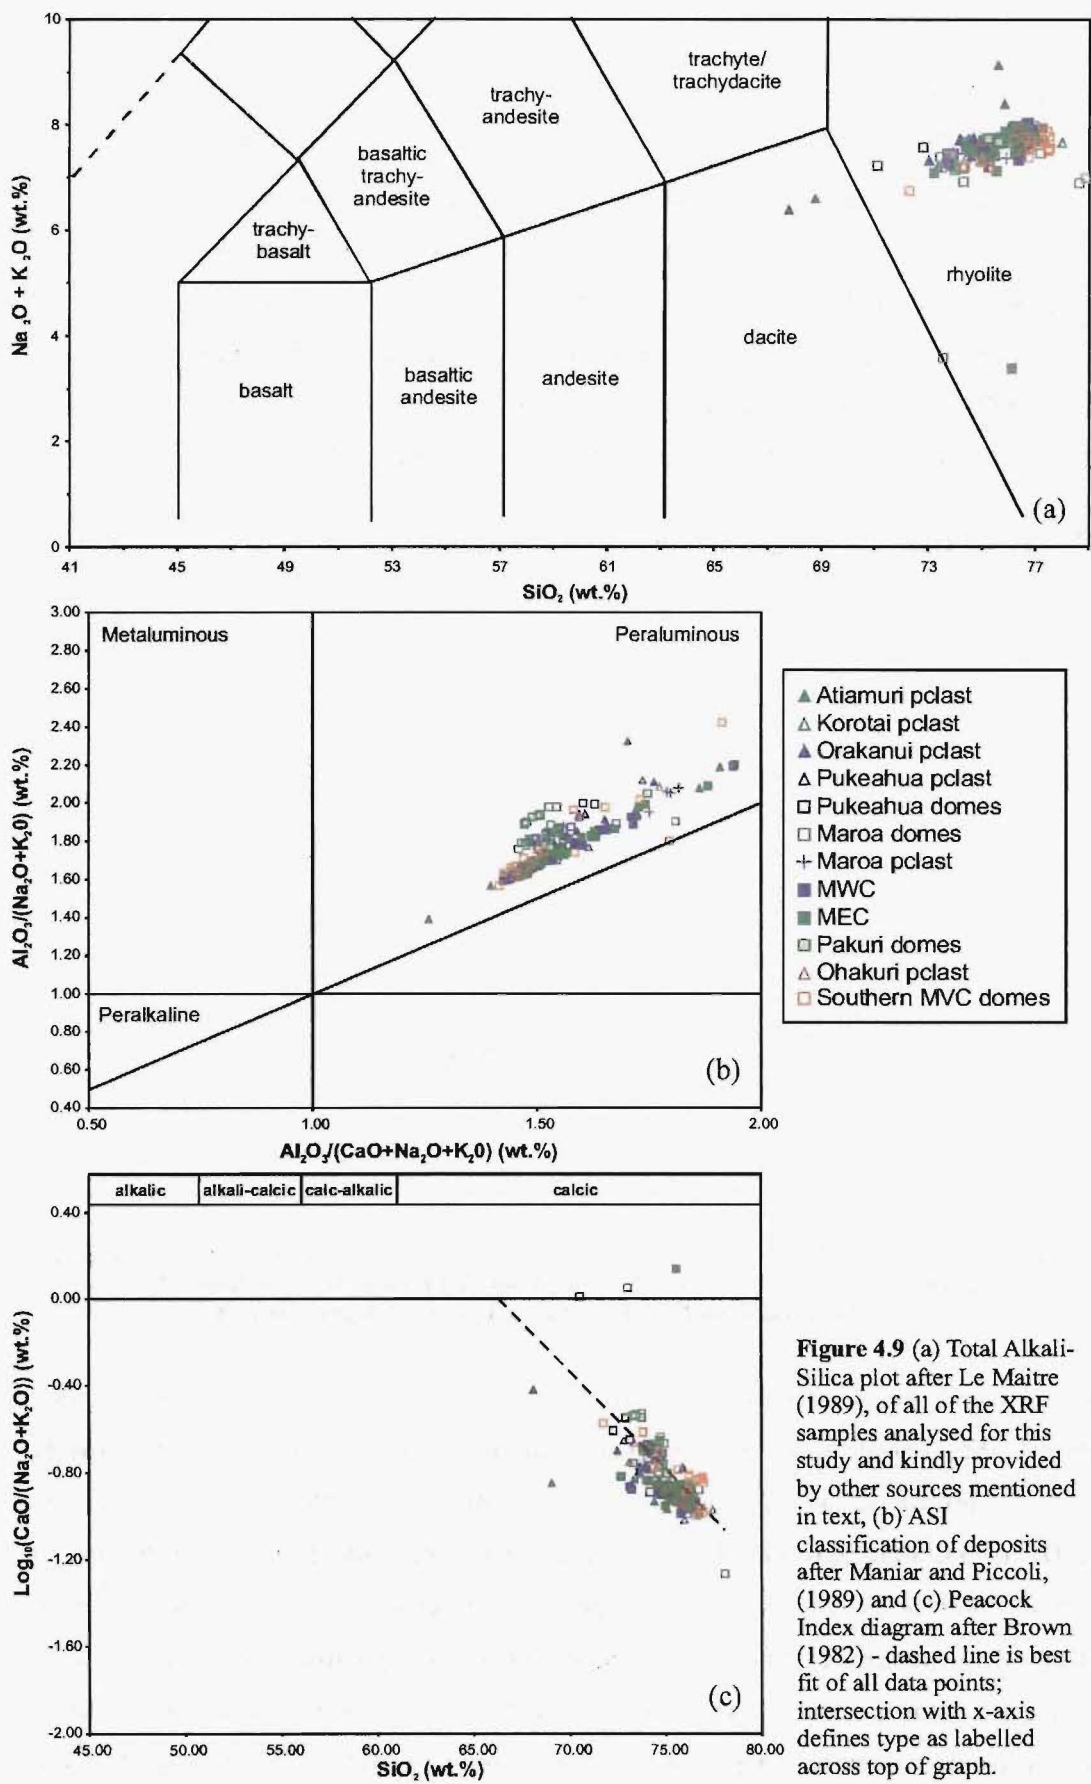 10
8
6
4
2
0
Na2O + K2O (wt.%)
trachyte/
trachydacite
trachy-
andesite
basaltic
trachy-
andesite
trachy-
basalt
rhyolite
dacite
basalt
basaltic
andesite
andesite
(a)
41 45 49 53 57 61 65 69 73 77
SiO2 (wt.%)
3.00
2.80
2.60
2.40
2.20
2.00
1.80
1.60
1.40
1.20
1.00
0.80
0.60
0.40
Al2O3/(Na2O+K20) (wt.%)
Metaluminous
Peraluminous
Peralkaline
(b)
0.50 1.00 1.50 2.00
Al2O3/(CaO+Na2O+K20) (wt.%)
Atiamuri pclast
Korotai pclast
Orakanui pclast
Pukeahua pclast
Pukeahua domes
Maroa domes
Maroa pclast
MWC
MEC
Pakuri domes
Ohakuri pclast
Southern MVC domes
alkalic alkali-calcic calc-alkalic calcic
0.40
0.00
-0.40
-0.80
-1.20
-1.60
-2.00
Log10(CaO/(Na2O+K2O)) (wt.%)
(c)
45.00 50.00 55.00 60.00 65.00 70.00 75.00 80.00
SiO2 (wt.%)
Figure 4.9 (a) Total Alkali-
Silica plot after Le Maitre
(1989), of all of the XRF
samples analysed for this
study and kindly provided
by other sources mentioned
in text, (b) ASI
classification of deposits
after Maniar and Piccoli,
(1989) and (c) Peacock
Index diagram after Brown
(1982) - dashed line is best
fit of all data points;
intersection with x-axis
defines type as labelled
across top of graph.